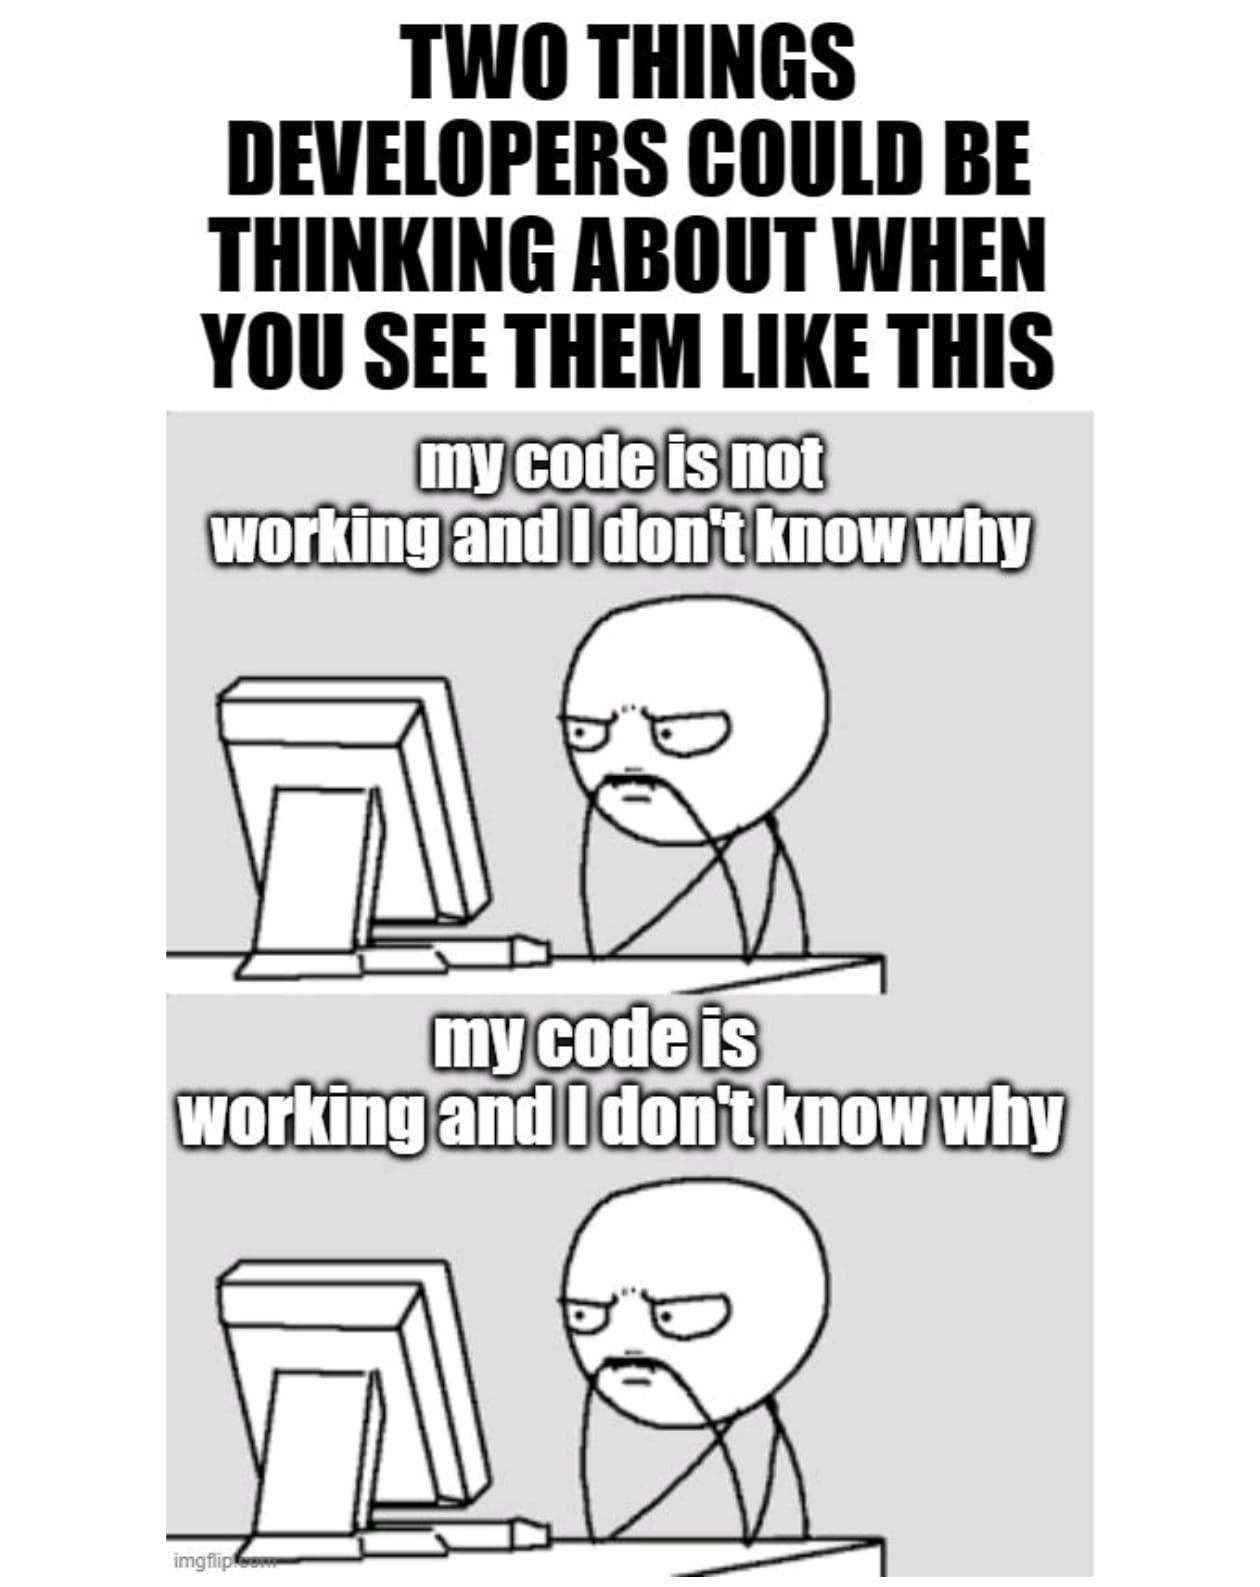 TWO THINGS
DEVELOPERS COULD BE
THINKING ABOUT WHEN
YOU SEE THEM LIKE THIS
my code is not
working and I don't know why
my code is
working and I don't know why
imgflip.com